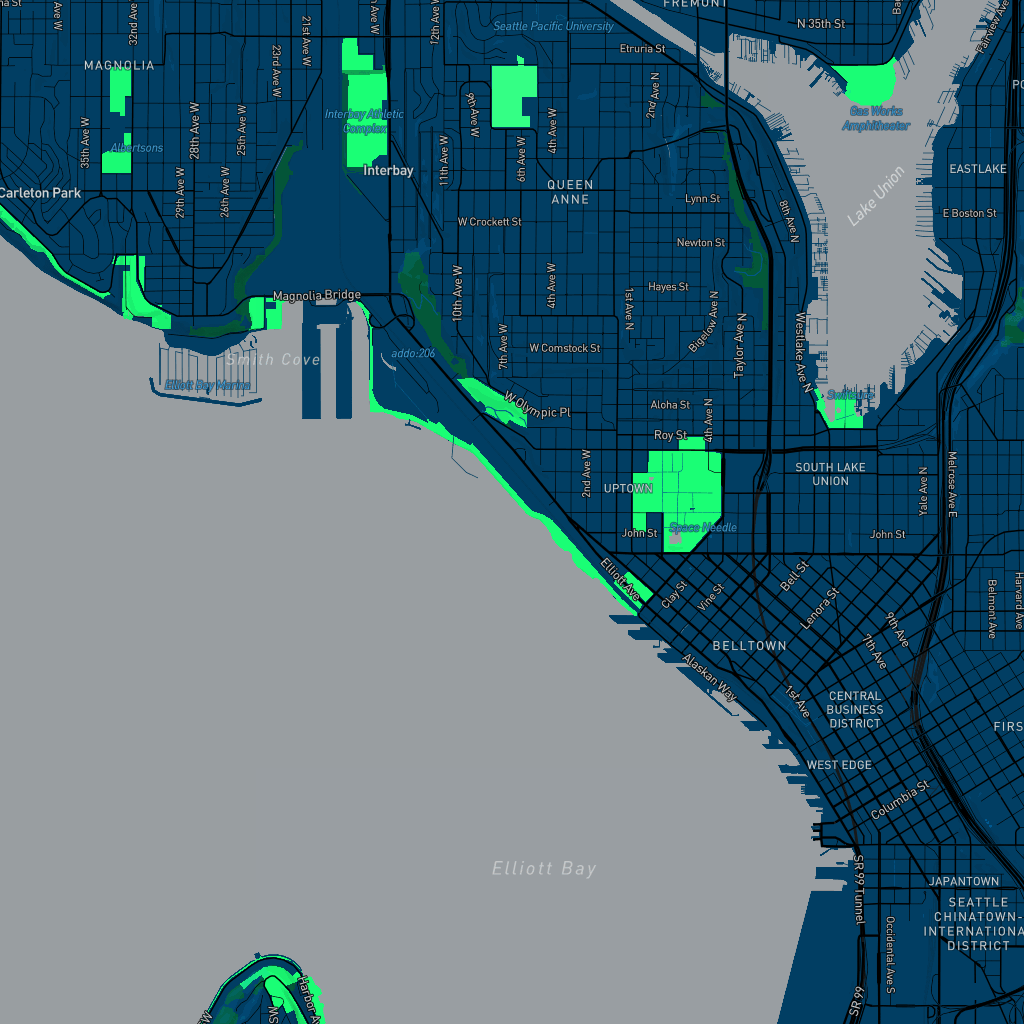 FREMONT
N 35th St
Seattle Pacific University
Etruria St
32nd Ave W
21st Ave W
12th Ave W
23rd Ave W
MAGNOLIA
2nd Ave N
Fairview Ave
Interbay Athletic
Complex
9th Ave W
4th Ave W
Gas Works
Amphitheater
28th Ave W
25th Ave W
35th Ave W
Albertsons
11th Ave W
6th Ave W
Interbay
EASTLAKE
Carleton Park
29th Ave W
26th Ave W
QUEEN
ANNE
Lynn St
Lake Union
E Boston St
W Crockett St
8th Ave N
Newton St
Magnolia Bridge
10th Ave W
4th Ave W
Hayes St
1st Ave N
Bigelow Ave N
addo:206
7th Ave W
W Comstock St
Taylor Ave N
Westlake Ave N
Smith Cove
Elliott Bay Marina
W Olympic Pl
Aloha St
4th Ave N
Roy St
2nd Ave W
SOUTH LAKE
UNION
Yale Ave N
Melrose Ave E
UPTOWN
Space Needle
John St
John St
Elliott Ave
Clay St
Vine St
Bell St
Lenora St
Belmont Ave
Harvard Ave
9th Ave
7th Ave
BELLTOWN
Alaskan Way
1st Ave
CENTRAL
BUSINESS
DISTRICT
FIRS
WEST EDGE
Columbia St
Elliott Bay
SR 99 Tunnel
JAPANTOWN
SEATTLE
CHINATOWN-
INTERNATIONA
DISTRICT
Occidental Ave S
Harbor A
SW
SR 99